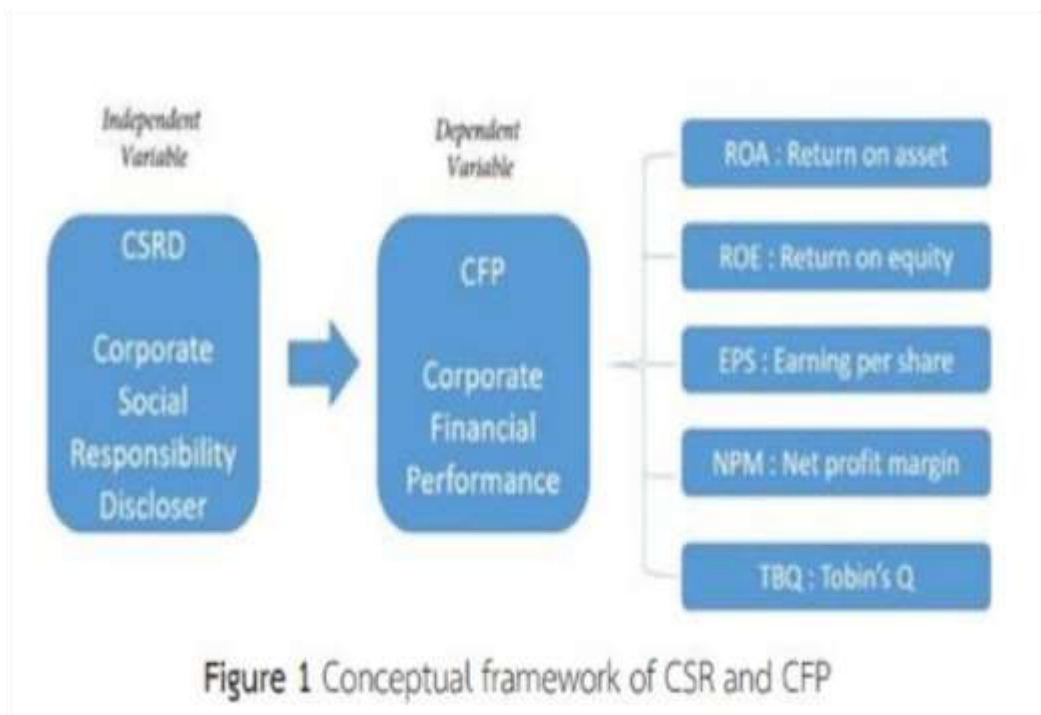 Independent
Variable
CSRD
Corporate
Social
Responsibility
Discloser
Dependent
Variable
CFP
Corporate
Financial
Performance
ROA : Return on asset
ROE : Return on equity
EPS : Earning per share
NPM : Net profit margin
TBQ : Tobin's Q
Figure 1 Conceptual framework of CSR and CFP